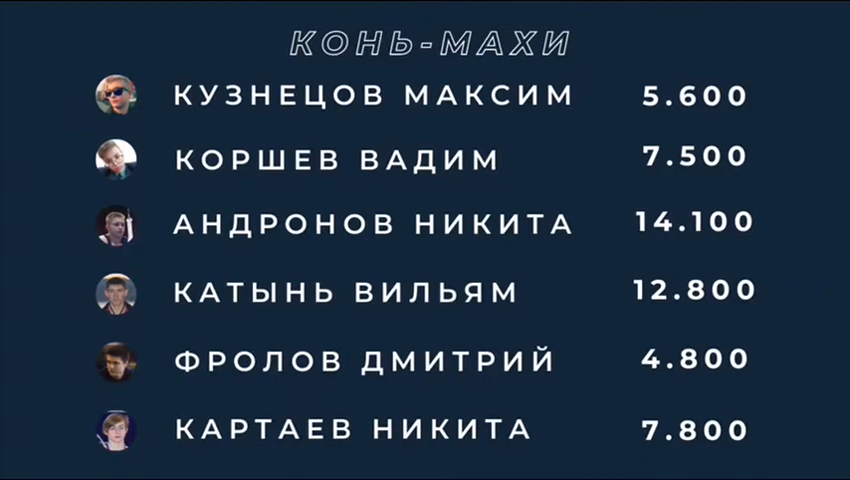 КОНЬ-МАХИ
КУЗНЕЦОВ МАКСИМ 5.600
КОРШЕВ ВАДИМ 7.500
АНДРОНОВ НИКИТА 14.100
КАТЫНЬ ВИЛЬЯМ 12.800
ФРОЛОВ ДМИТРИЙ 4.800
КАРТАЕВ НИКИТА 7.800